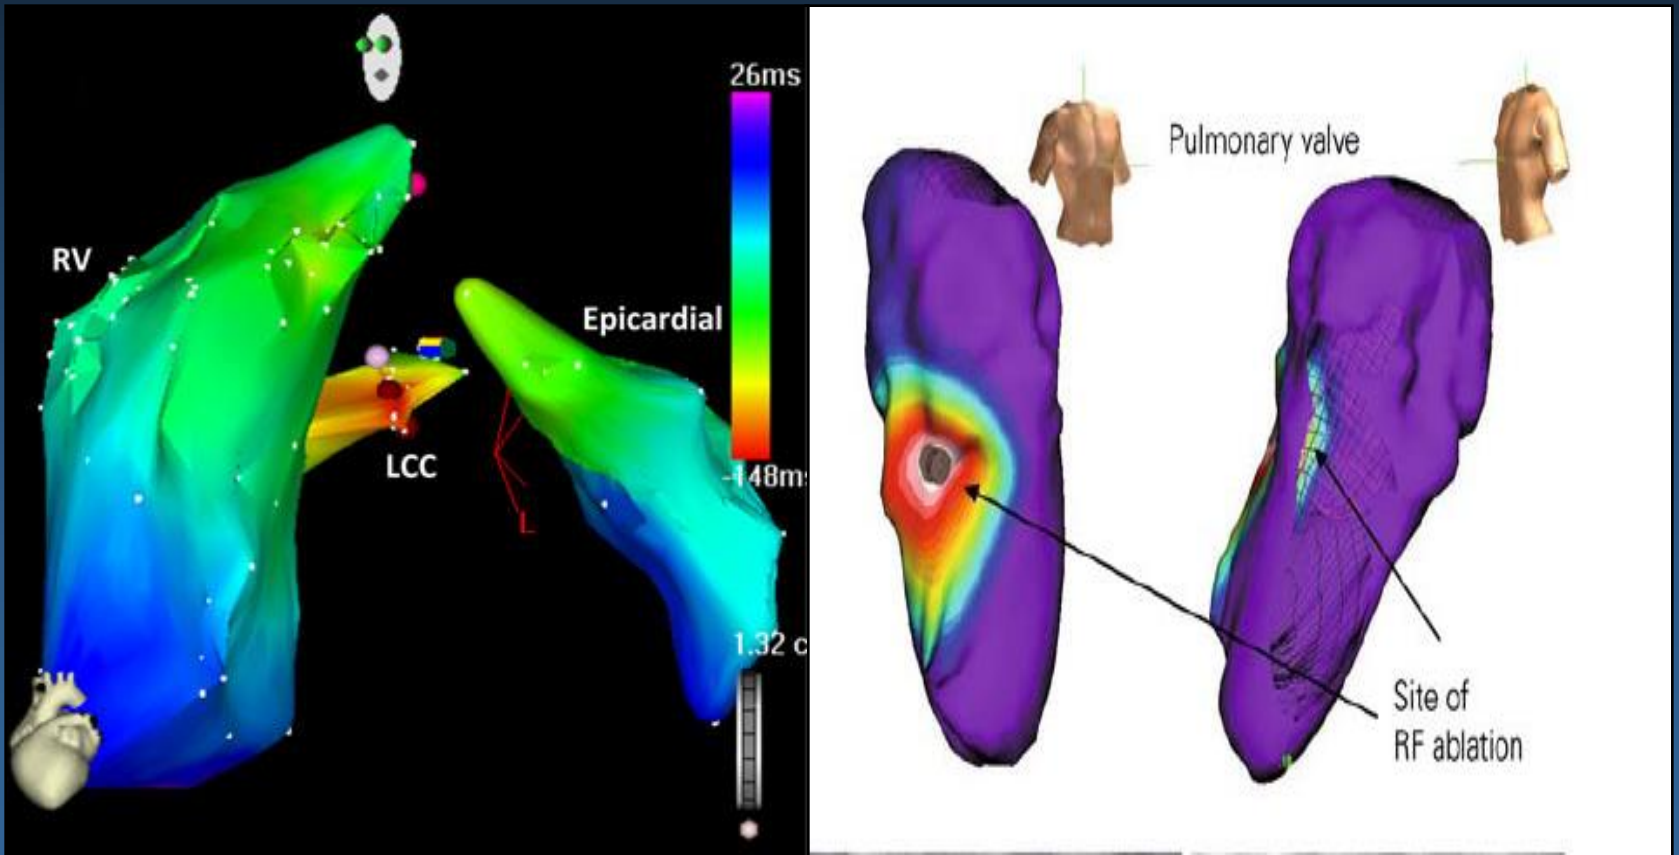 26ms
RV
Epicardial
LCC
-148ms
L
1.32 c
Pulmonary valve
Site of
RF ablation